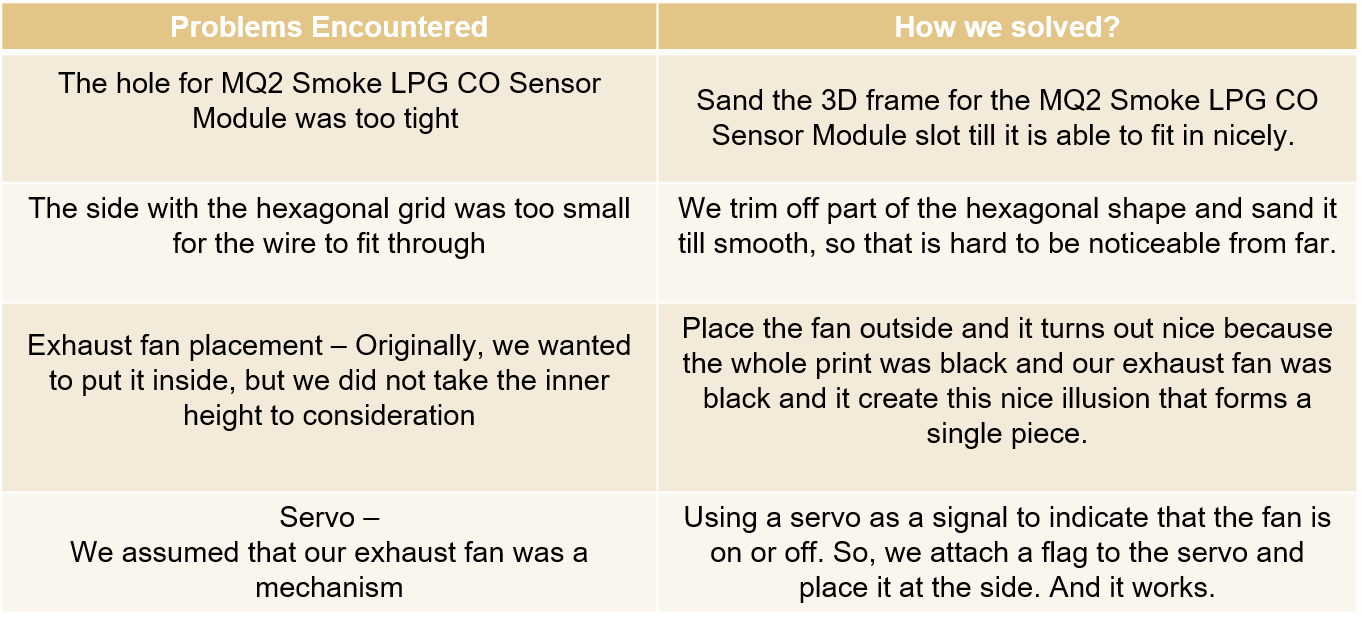 Problems Encountered
How we solved?
The hole for MQ2 Smoke LPG CO Sensor
Module was too tight
Sand the 3D frame for the MQ2 Smoke LPG CO
Sensor Module slot till it is able to fit in nicely.
The side with the hexagonal grid was too small
for the wire to fit through
We trim off part of the hexagonal shape and sand it
till smooth, so that is hard to be noticeable from far.
Exhaust fan placement – Originally, we wanted
to put it inside, but we did not take the inner
height to consideration
Place the fan outside and it turns out nice because
the whole print was black and our exhaust fan was
black and it create this nice illusion that forms a
single piece.
Servo –
We assumed that our exhaust fan was a
mechanism
Using a servo as a signal to indicate that the fan is
on or off. So, we attach a flag to the servo and
place it at the side. And it works.